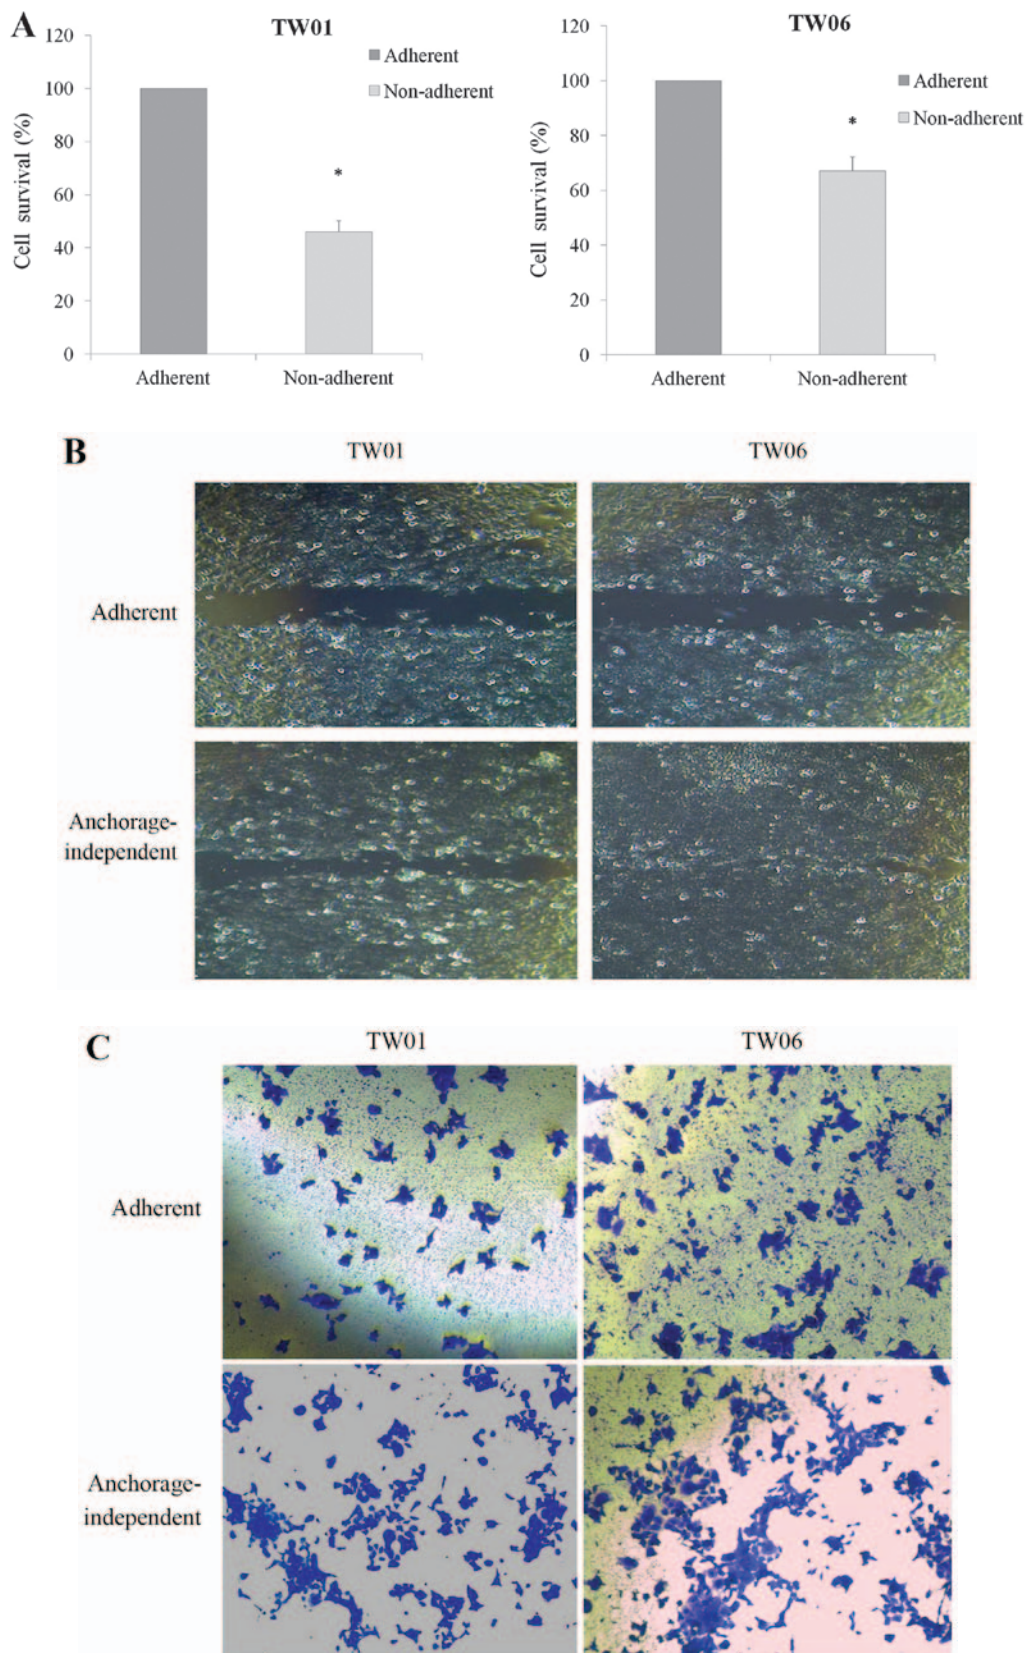 A
TW01
Cell survival (%)
120
100
80
60
40
20
0
Adherent
Non-adherent
*
Adherent
Non-adherent
TW06
Cell survival (%)
120
100
80
60
40
20
0
Adherent
Non-adherent
*
Adherent
Non-adherent
B
TW01
TW06
Adherent
Anchorage-
independent
C
TW01
TW06
Adherent
Anchorage-
independent